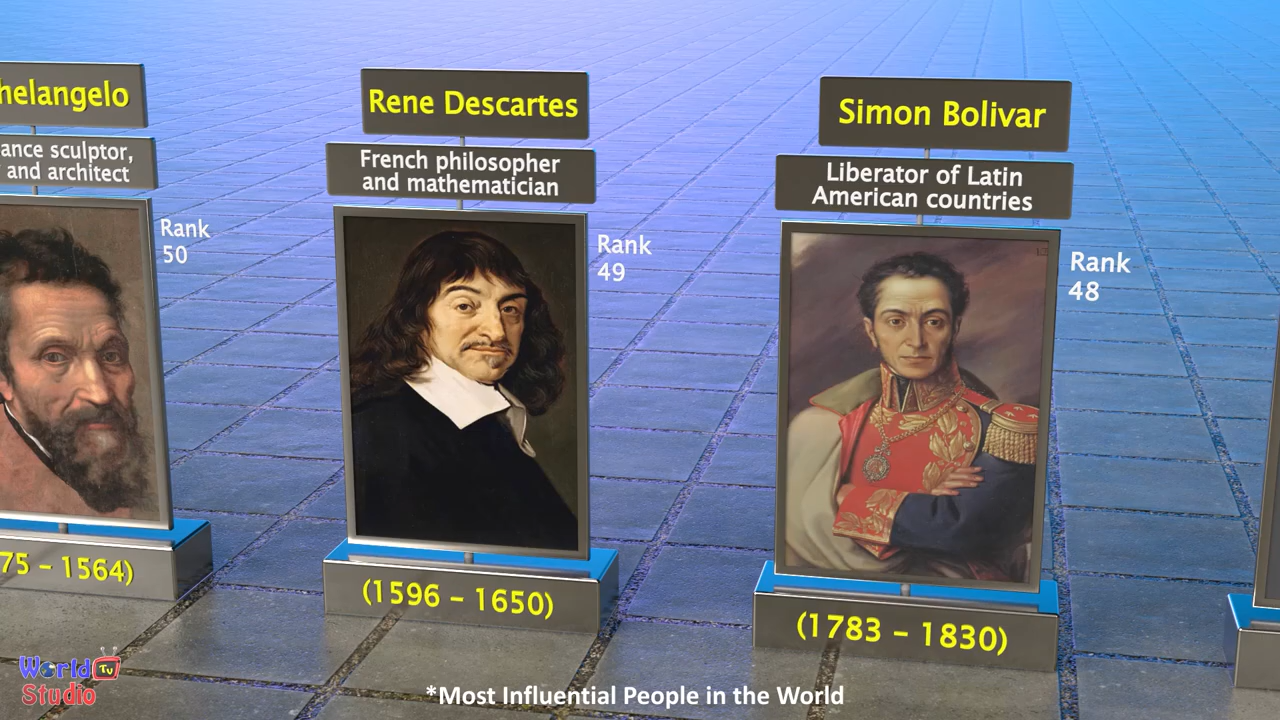 helangelo
ance sculptor,
and architect
Rank
50
75 – 1564)
Rene Descartes
French philosopher
and mathematician
Rank
49
(1596 – 1650)
Simon Bolivar
Liberator of Latin
American countries
Rank
48
(1783 – 1830)
World TV
Studio
*Most Influential People in the World